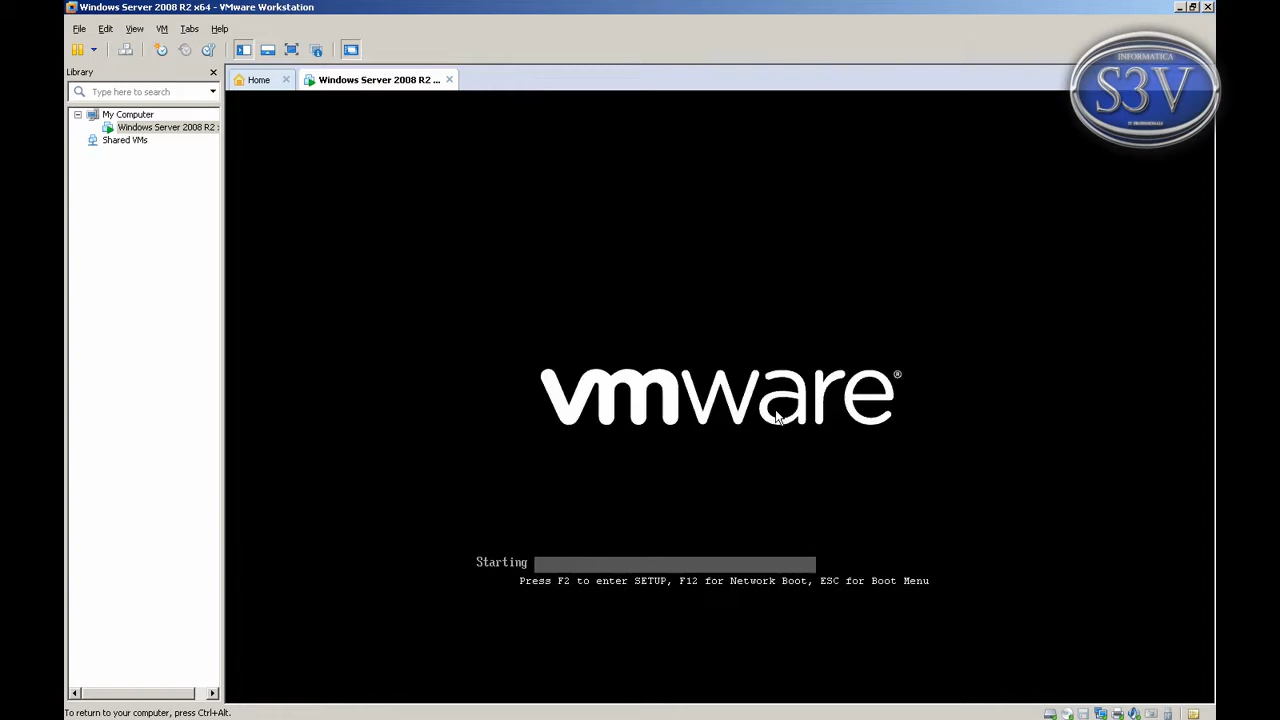 Windows Server 2008 R2 x64 - VMware Workstation
File Edit View VM Tabs Help
INFORMATICA
S3V
IT PROFESSIONALS
Library
Home
Windows Server 2008 R2 ...
Type here to search
My Computer
Windows Server 2008 R2 x
Shared VMs
vmware®
Starting
Press F2 to enter SETUP, F12 for Network Boot, ESC for Boot Menu
To return to your computer, press Ctrl+Alt.